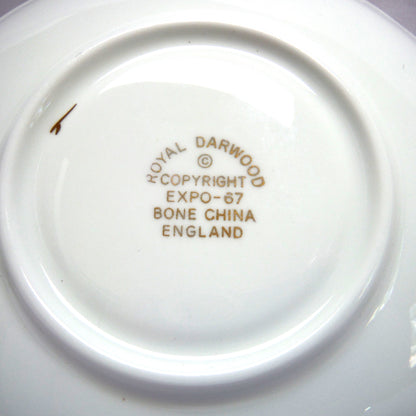 ROYAL DARWOOD
©
COPYRIGHT
EXPO-67
BONE CHINA
ENGLAND